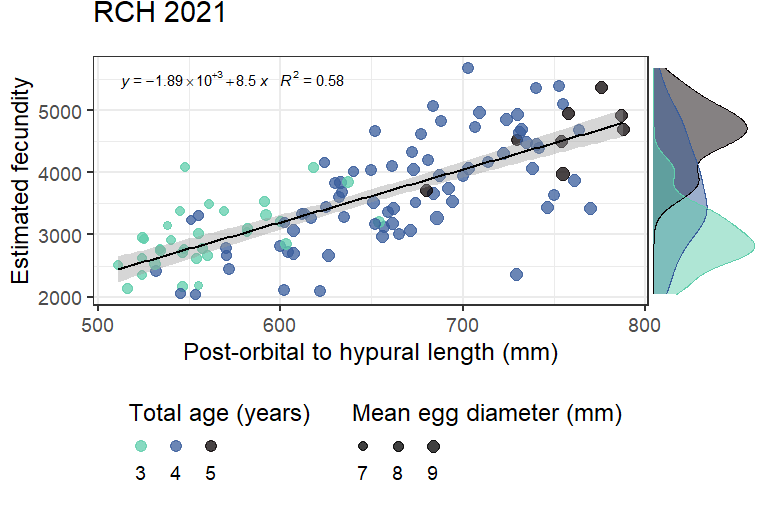 RCH 2021
y = −1.89 × 10⁺³ + 8.5 x   R² = 0.58
Estimated fecundity
5000
4000
3000
2000
500 600 700 800
Post-orbital to hypural length (mm)
Total age (years) Mean egg diameter (mm)
3 4 5 7 8 9